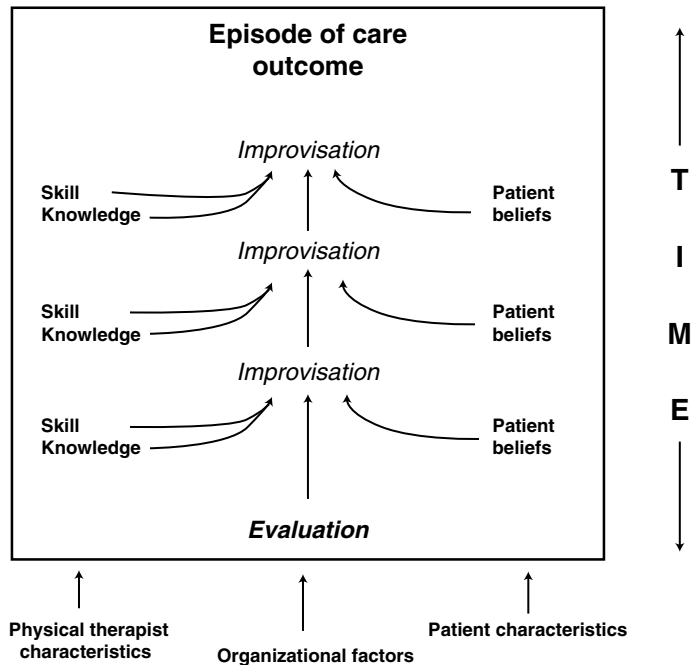 Episode of care
outcome
Improvisation
Skill
Knowledge
Patient
beliefs
Improvisation
Skill
Knowledge
Patient
beliefs
Improvisation
Skill
Knowledge
Patient
beliefs
Evaluation
Physical therapist
characteristics
Organizational factors
Patient characteristics
T
I
M
E